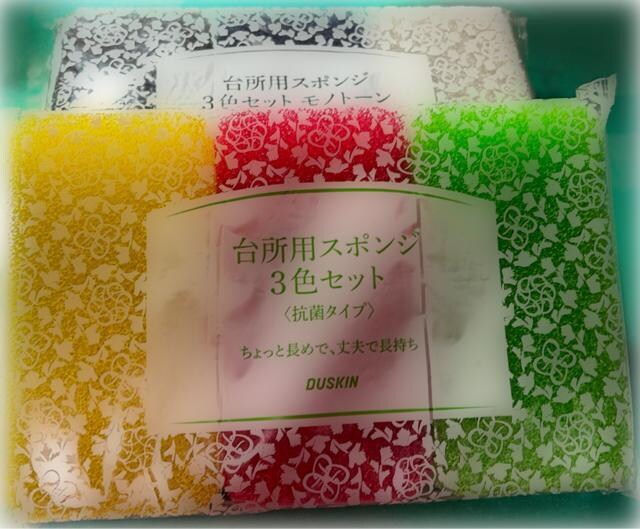 台所用スポンジ
3色セット モノトーン
台所用スポンジ
3色セット
〈抗菌タイプ〉
ちょっと長めで、丈夫で長持ち
DUSKIN